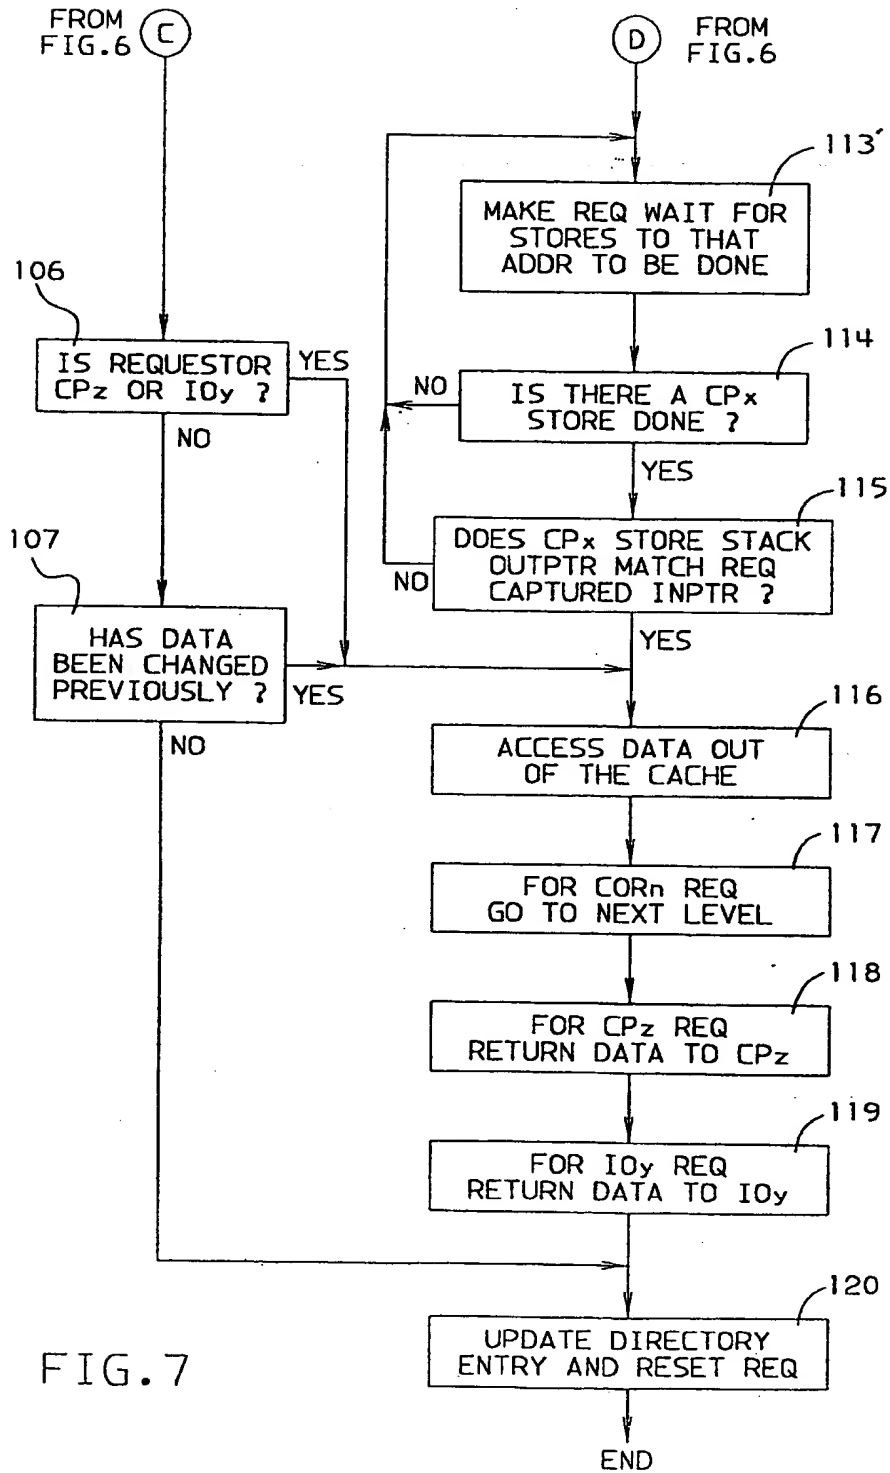 FROM
FIG.6
C
D
FROM
FIG.6
113'
MAKE REQ WAIT FOR
STORES TO THAT
ADDR TO BE DONE
106
IS REQUESTOR
CPz OR IOy ?
YES
NO
114
IS THERE A CPx
STORE DONE ?
NO
YES
115
DOES CPx STORE STACK
OUTPTR MATCH REQ
CAPTURED INPTR ?
NO
YES
107
HAS DATA
BEEN CHANGED
PREVIOUSLY ?
YES
NO
116
ACCESS DATA OUT
OF THE CACHE
117
FOR CORn REQ
GO TO NEXT LEVEL
118
FOR CPz REQ
RETURN DATA TO CPz
119
FOR IOy REQ
RETURN DATA TO IOy
120
UPDATE DIRECTORY
ENTRY AND RESET REQ
END
FIG.7